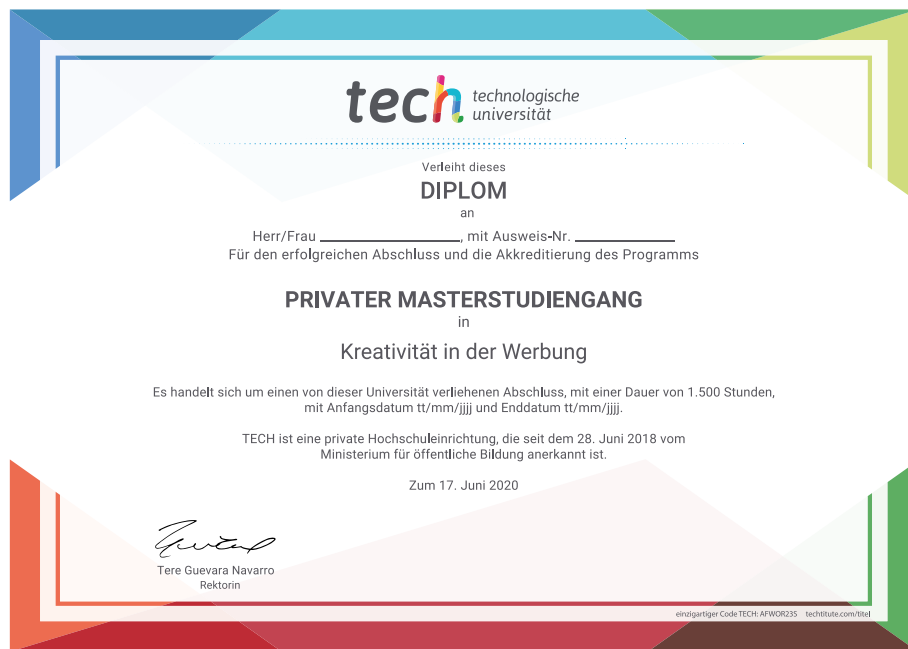 tech technologische
universität
Verleiht dieses
DIPLOM
an
Herr/Frau ____________________, mit Ausweis-Nr. __________________
Für den erfolgreichen Abschluss und die Akkreditierung des Programms
PRIVATER MASTERSTUDIENGANG
in
Kreativität in der Werbung
Es handelt sich um einen von dieser Universität verliehenen Abschluss, mit einer Dauer von 1.500 Stunden,
mit Anfangsdatum tt/mm/jjjj und Enddatum tt/mm/jjjj.
TECH ist eine private Hochschuleinrichtung, die seit dem 28. Juni 2018 vom
Ministerium für öffentliche Bildung anerkannt ist.
Zum 17. Juni 2020
Tere Guevara Navarro
Rektorin
einzigartiger Code TECH: AFWOR23S techtitute.com/titel